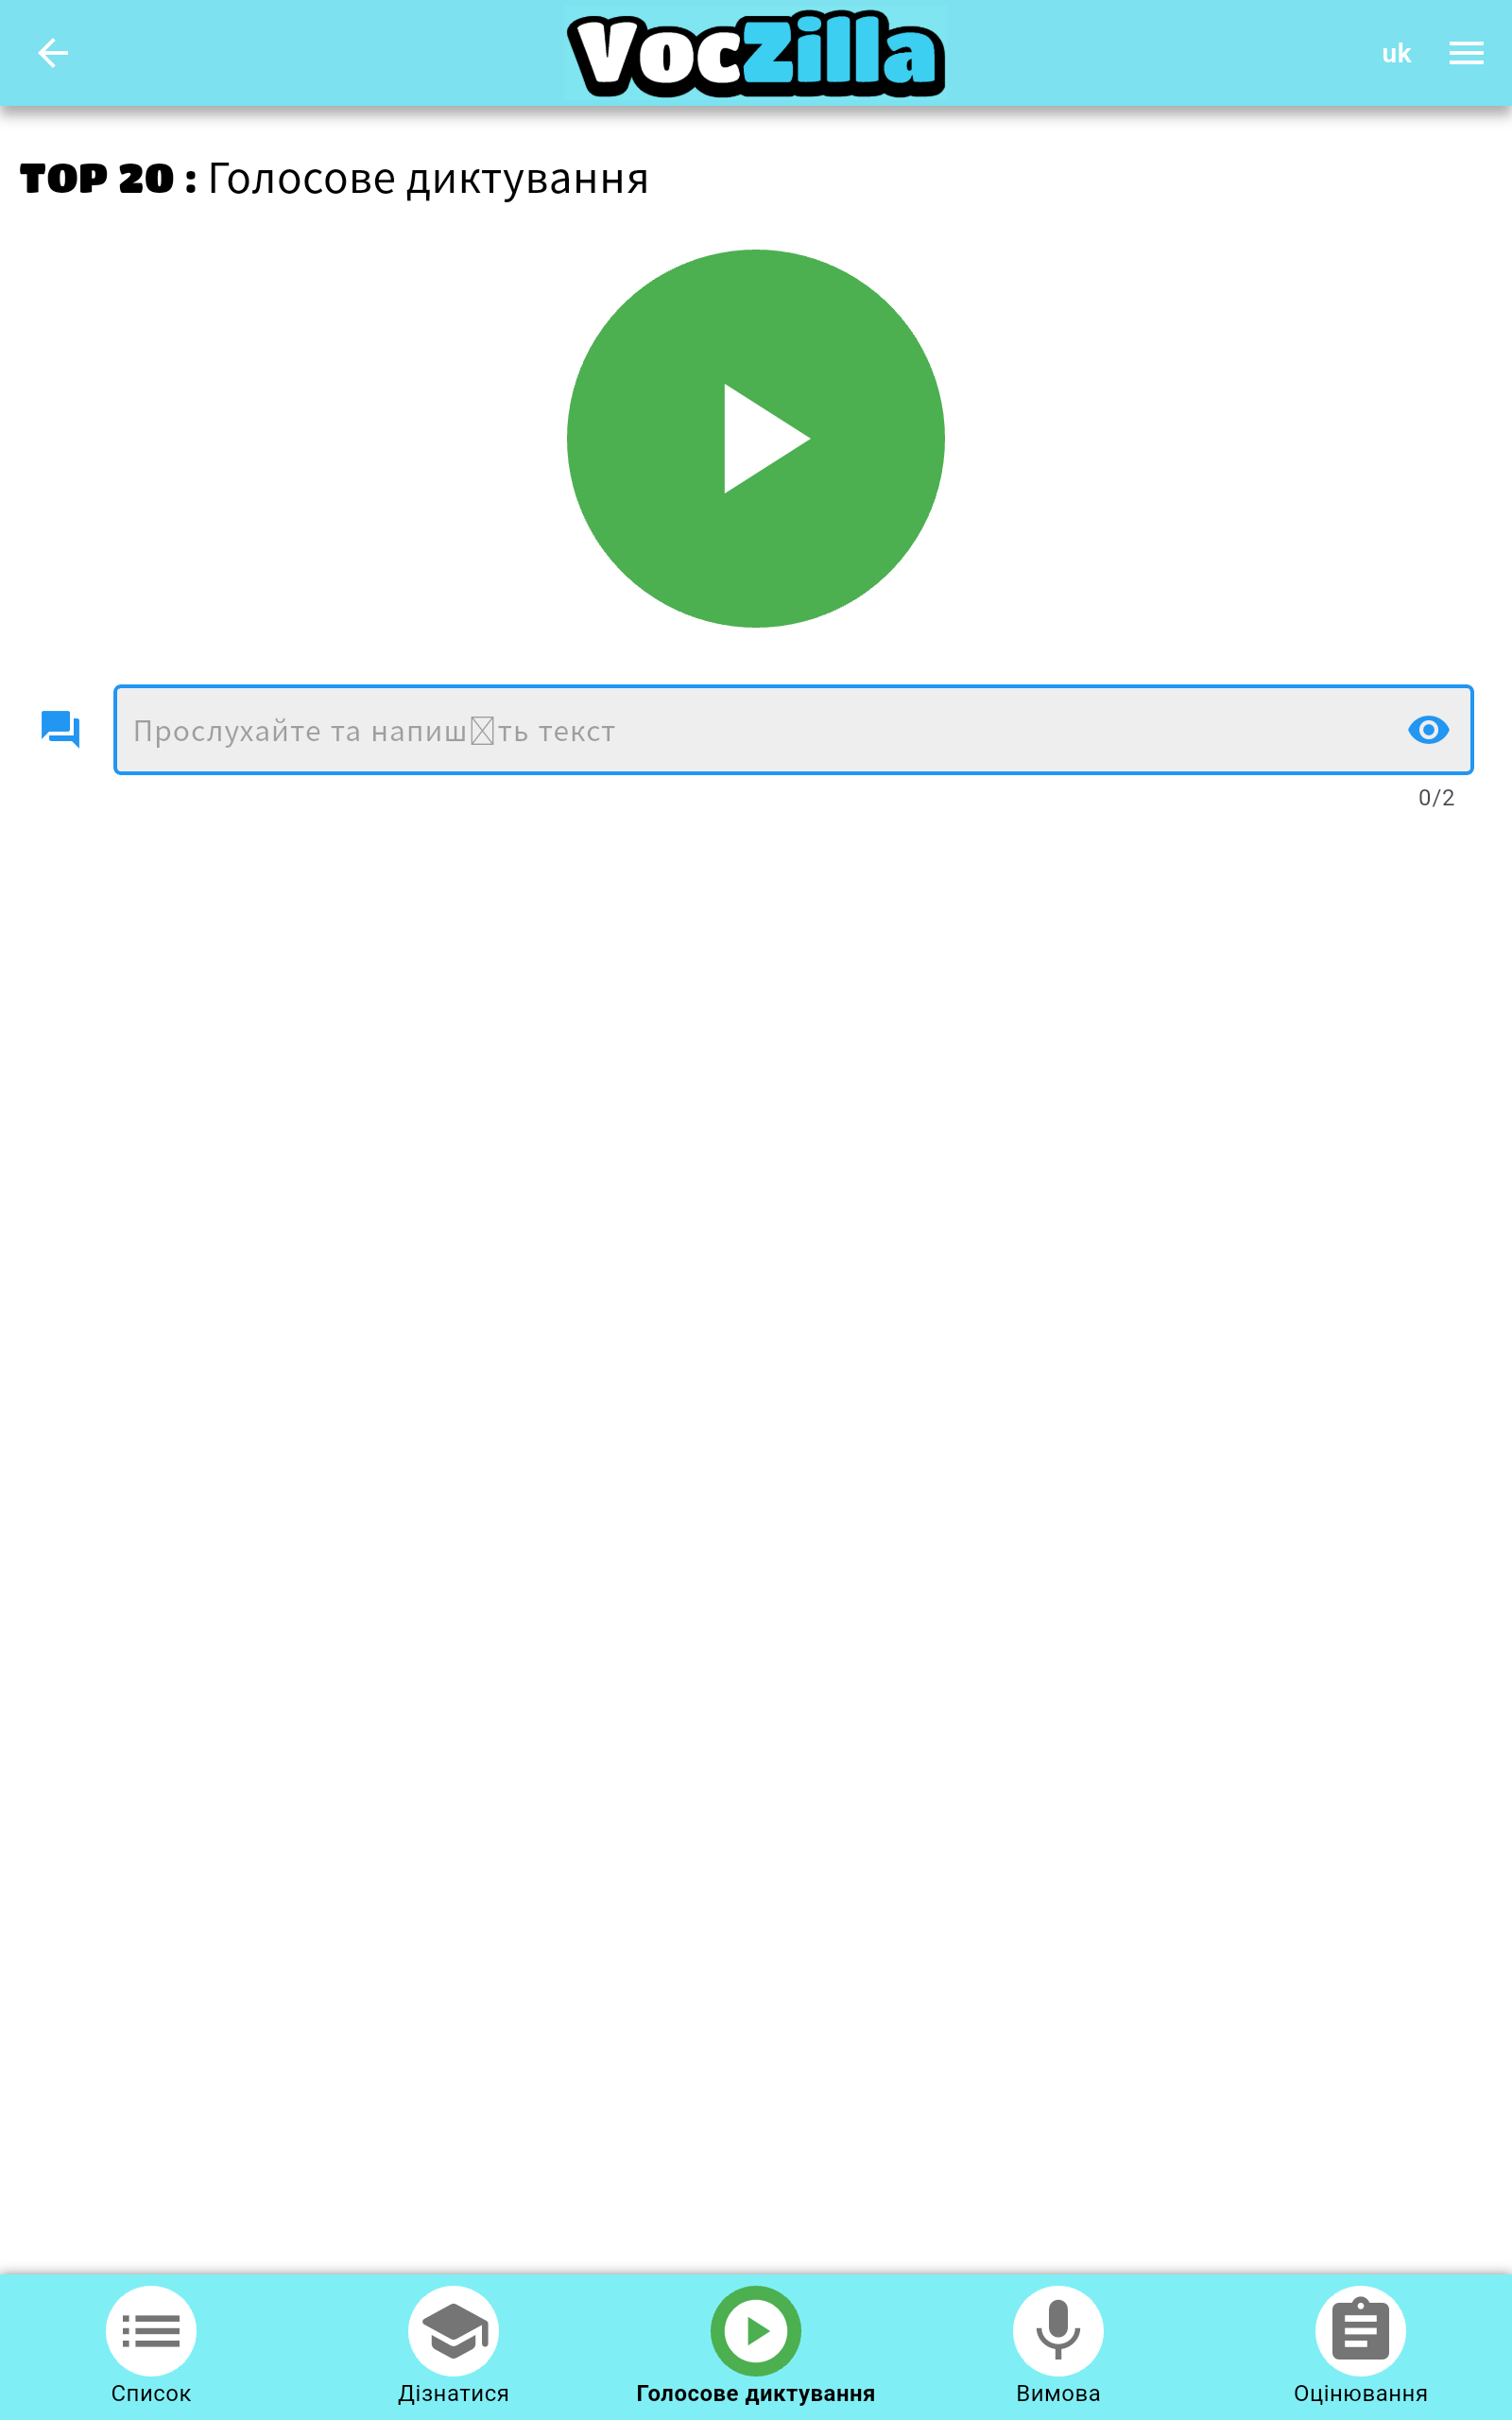 VocZilla
uk
TOP 20 : Голосове диктування
Прослухайте та напиш☒ть текст
0/2
Список
Дізнатися
Голосове диктування
Вимова
Оцінювання